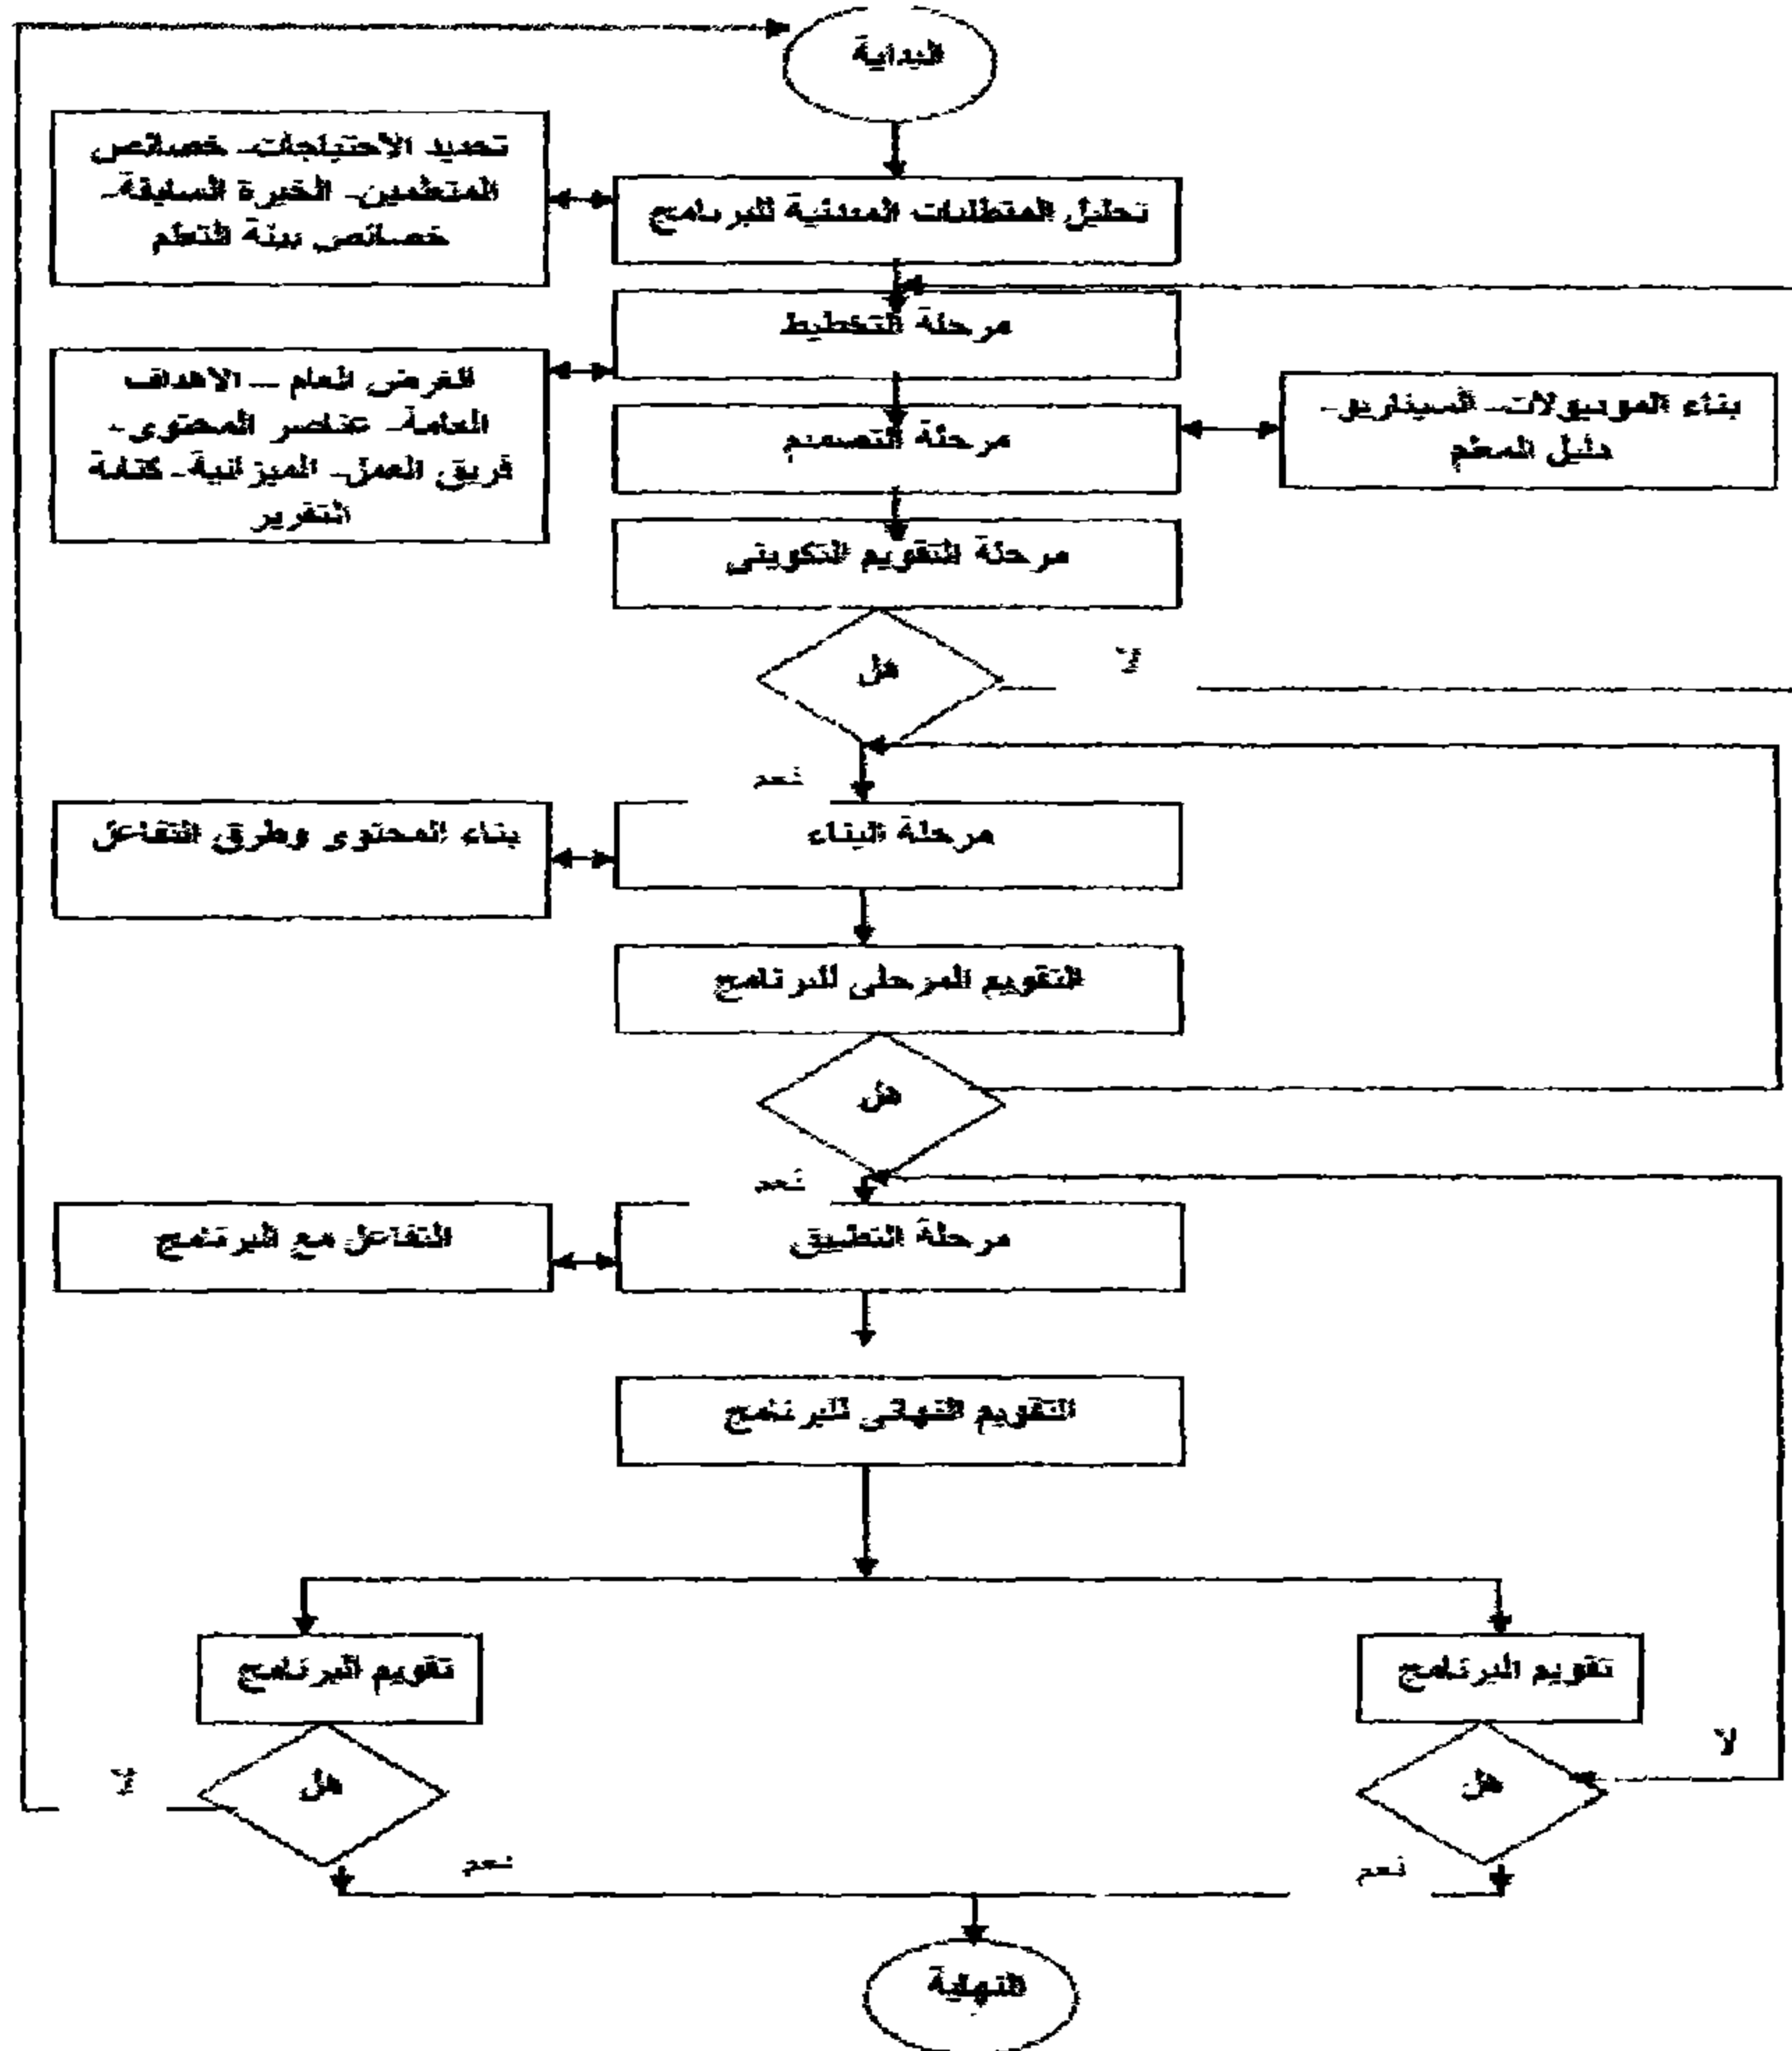 البداية
تحديد الاحتياجات- خصائص
المتعلمين- الخبرة السابقة-
خصائص بيئة التعلم
تحليل المتطلبات المبدئية للبرنامج
مرحلة التخطيط
الغرض العام – الأهداف
العامة- عناصر المحتوى-
فريق العمل- الميزانية- كتابة
التقرير
بناء الموديولات- السيناريو-
دليل المعلم
مرحلة التصميم
مرحلة التقويم التكويني
هل
لا
نعم
مرحلة البناء
بناء المحتوى وطرق التفاعل
التقويم المرحلى للبرنامج
هل
نعم
مرحلة التطبيق
التفاعل مع البرنامج
التقويم النهائى للبرنامج
تقويم البرنامج
تقويم البرنامج
لا
هل
هل
لا
نعم
نعم
النهاية